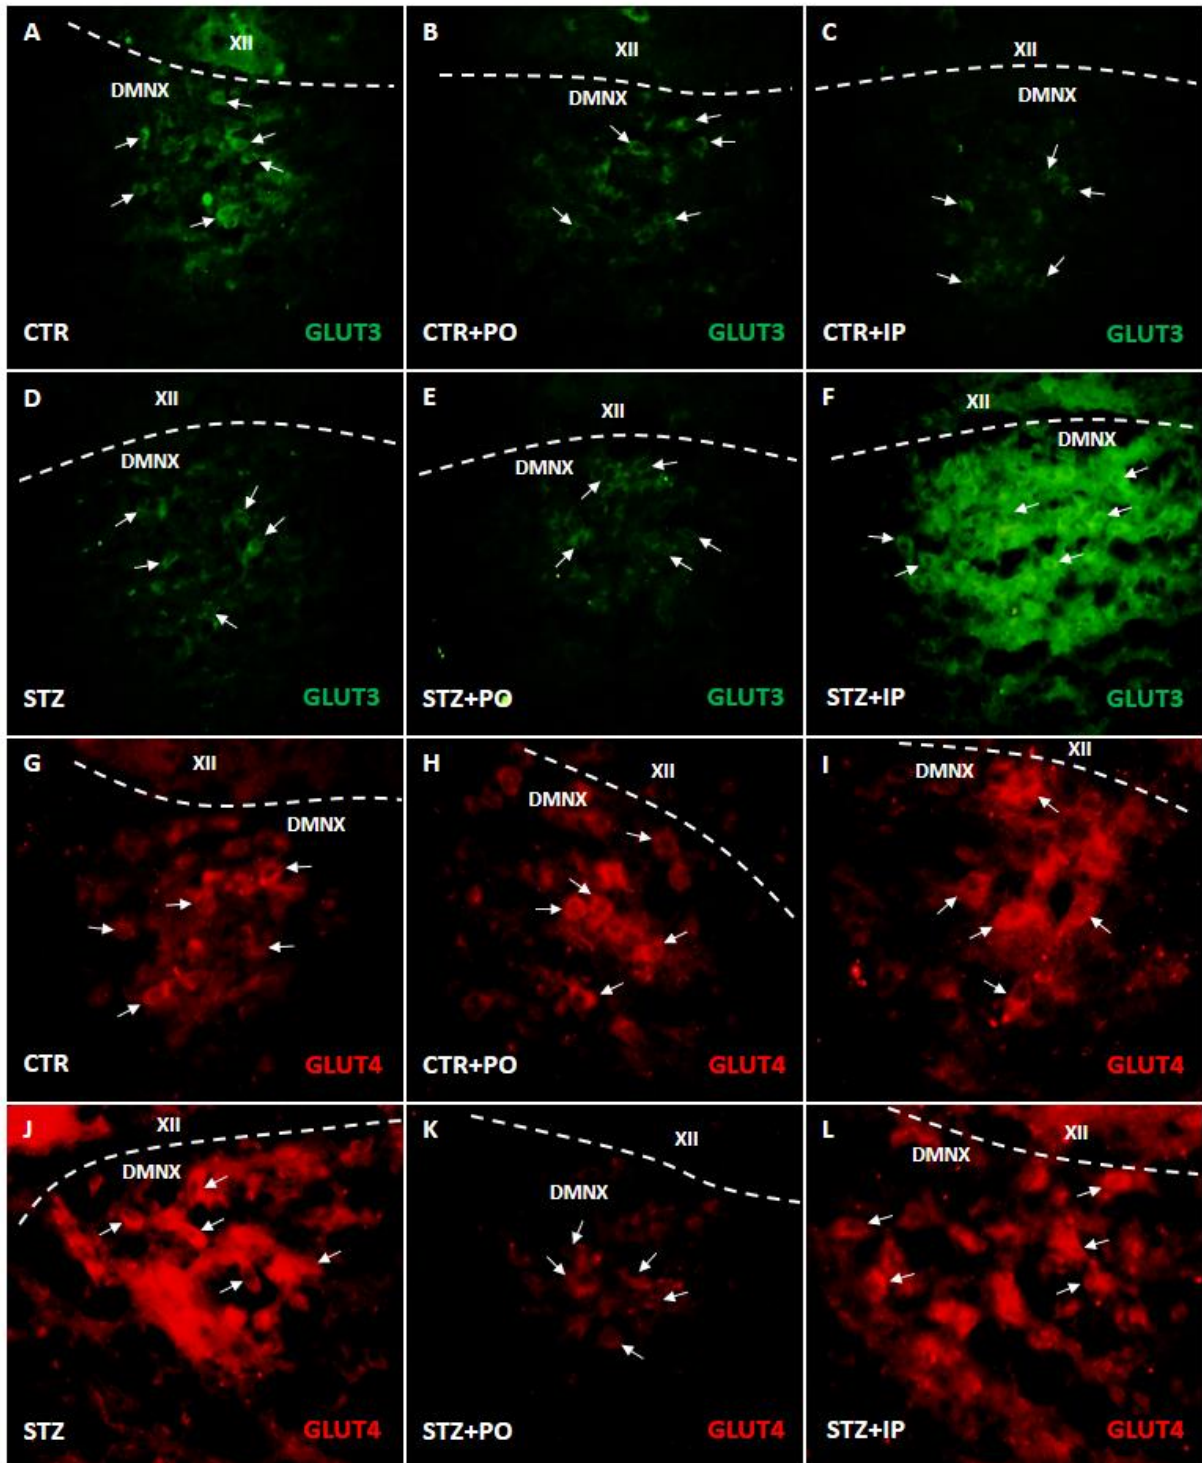 A
XII
DMNX
CTR GLUT3
B
XII
DMNX
CTR+PO GLUT3
C
XII
DMNX
CTR+IP GLUT3
D
XII
DMNX
STZ GLUT3
E
XII
DMNX
STZ+PO GLUT3
F
XII
DMNX
STZ+IP GLUT3
G
XII
DMNX
CTR GLUT4
H
XII
DMNX
CTR+PO GLUT4
I
XII
DMNX
GLUT4
J
XII
DMNX
STZ GLUT4
K
XII
DMNX
STZ+PO GLUT4
L
XII
DMNX
STZ+IP GLUT4